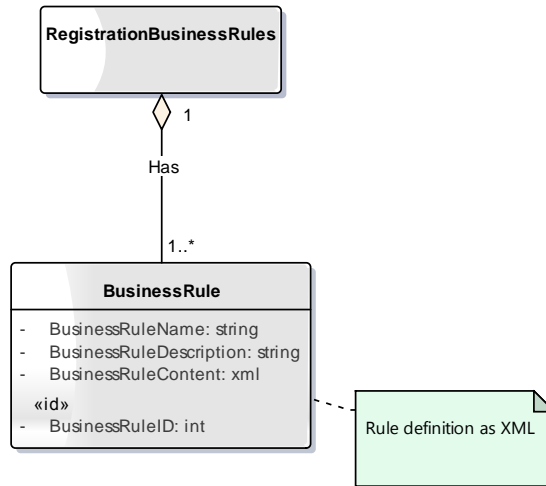 RegistrationBusinessRules
1
Has
1..*
BusinessRule
- BusinessRuleName: string
- BusinessRuleDescription: string
- BusinessRuleContent: xml
«id»
- BusinessRuleID: int
Rule definition as XML